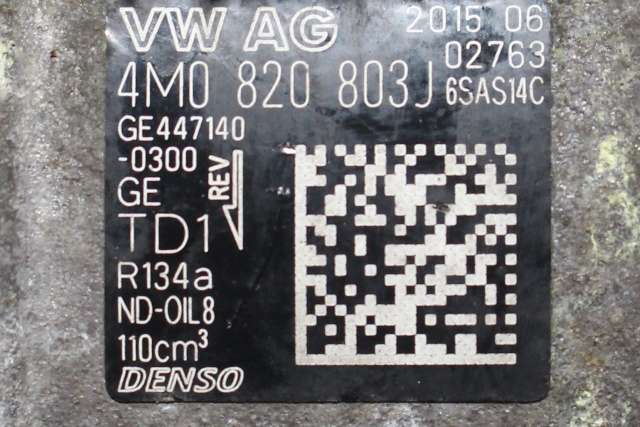 VW AG 2015 06
02763
4M0 820 803J 6SAS14C
GE447140
-0300
REV
GE
TD1
R134a
ND-OIL8
110cm³
DENSO